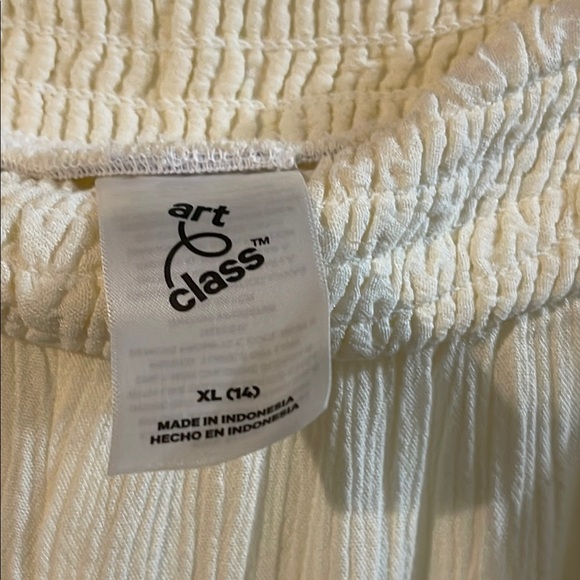 art
class™
XL (14)
MADE IN INDONESIA
HECHO EN INDONESIA